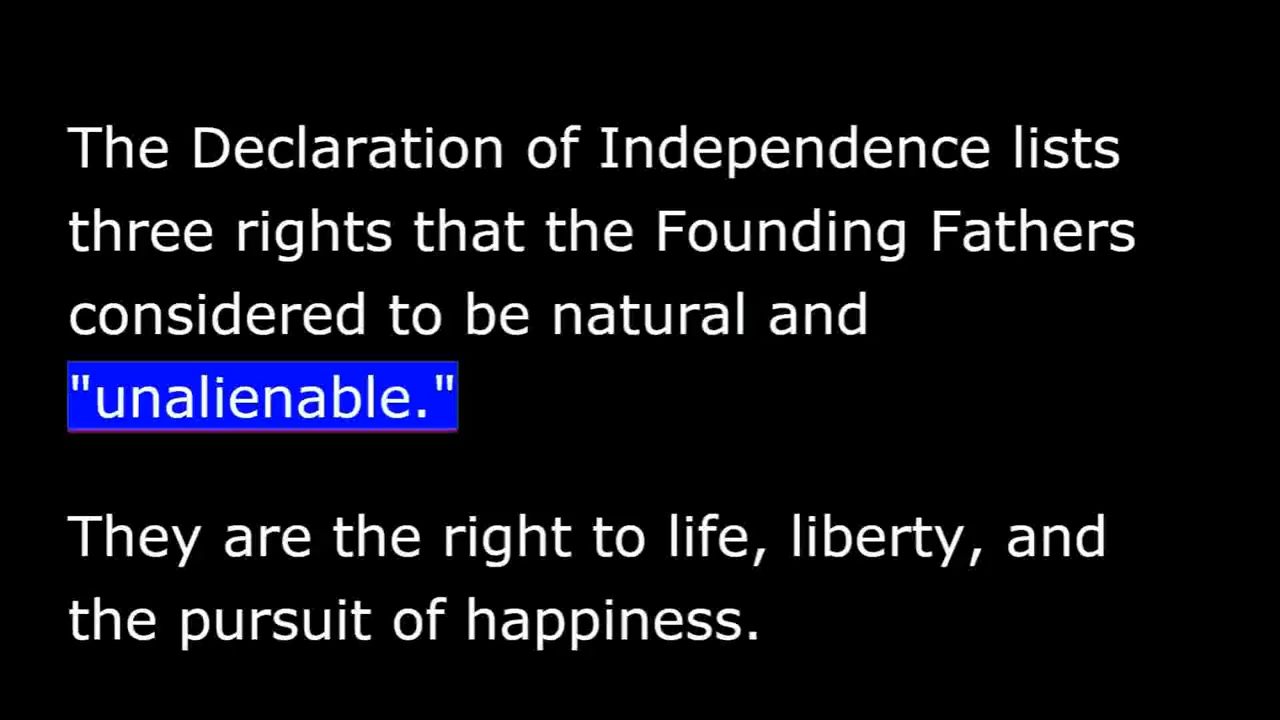 The Declaration of Independence lists
three rights that the Founding Fathers
considered to be natural and
"unalienable."
They are the right to life, liberty, and
the pursuit of happiness.